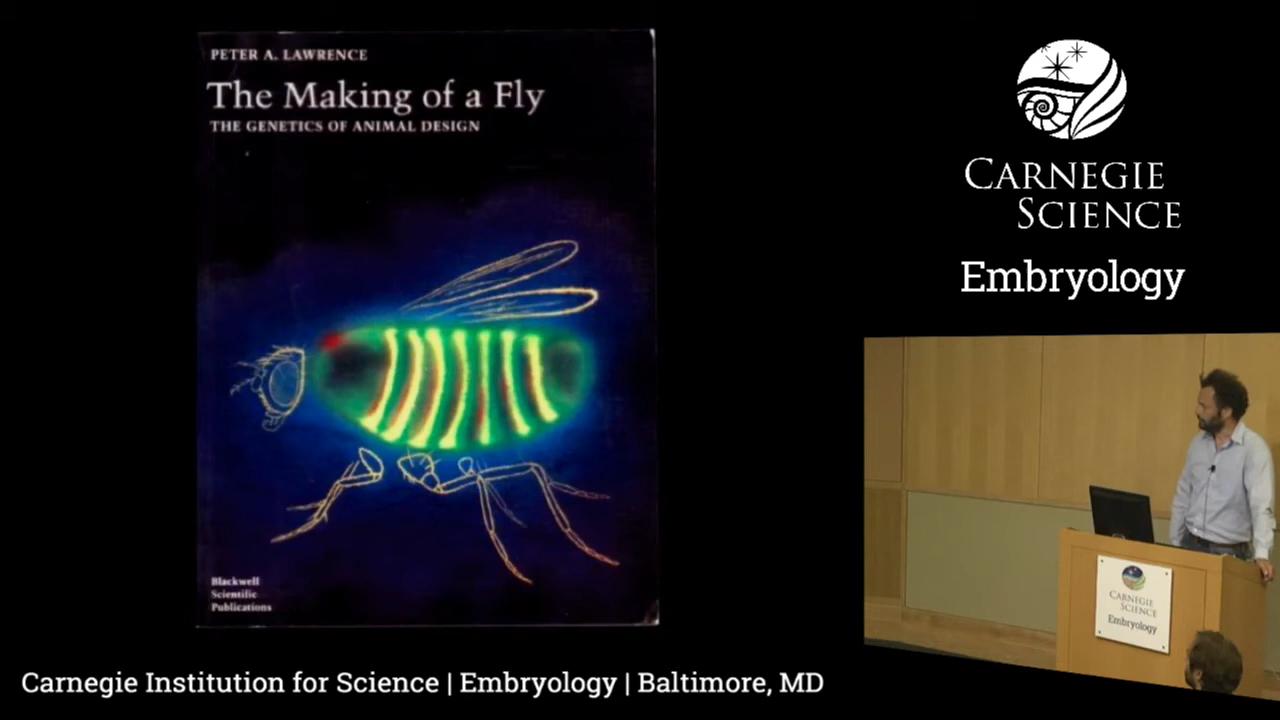 PETER A. LAWRENCE
The Making of a Fly
THE GENETICS OF ANIMAL DESIGN
Blackwell
Scientific
Publications
CARNEGIE
SCIENCE
Embryology
CARNEGIE
SCIENCE
Embryology
Carnegie Institution for Science | Embryology | Baltimore, MD